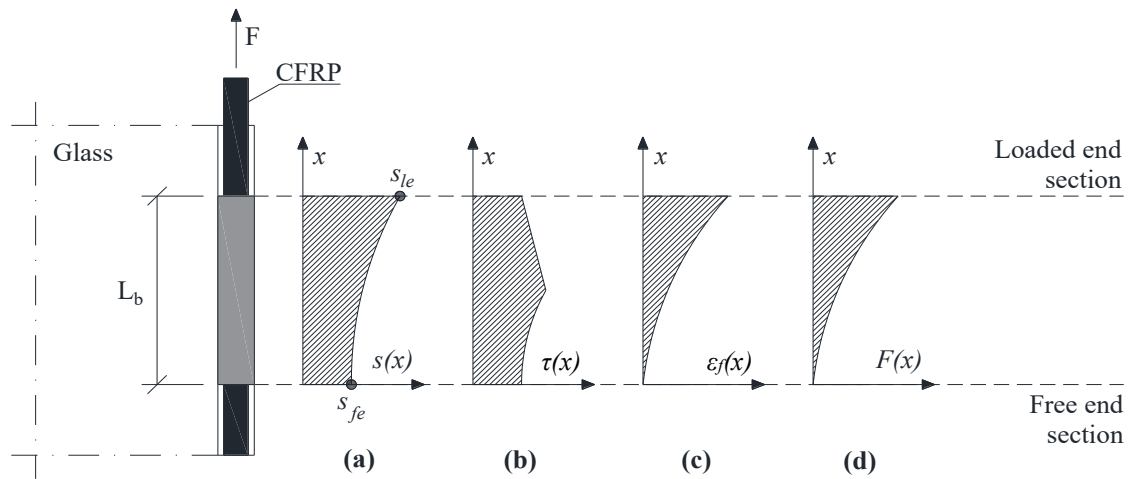 F
CFRP
Glass
x
x
x
x
Loaded end
section
s_le
L_b
s(x)
τ(x)
ε_f(x)
F(x)
s_fe
Free end
section
(a)
(b)
(c)
(d)